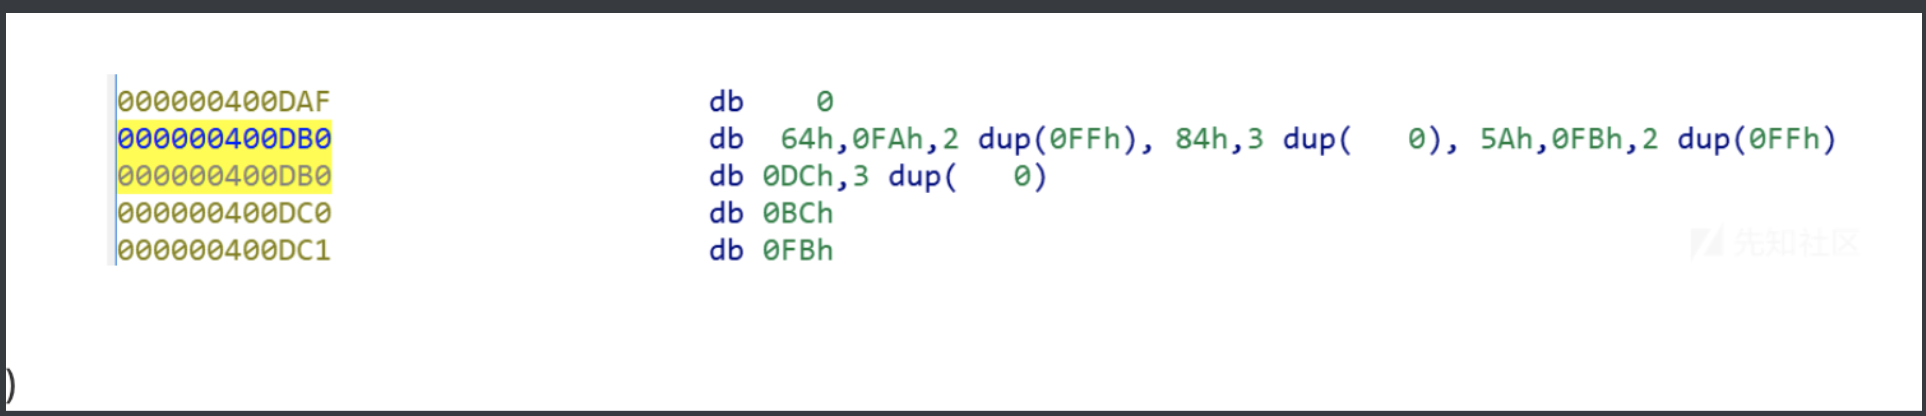 000000400DAF db 0
000000400DB0 db 64h,0FAh,2 dup(0FFh), 84h,3 dup( 0), 5Ah,0FBh,2 dup(0FFh)
000000400DB0 db 0DCh,3 dup( 0)
000000400DC0 db 0BCh
000000400DC1 db 0FBh
先知社区
)